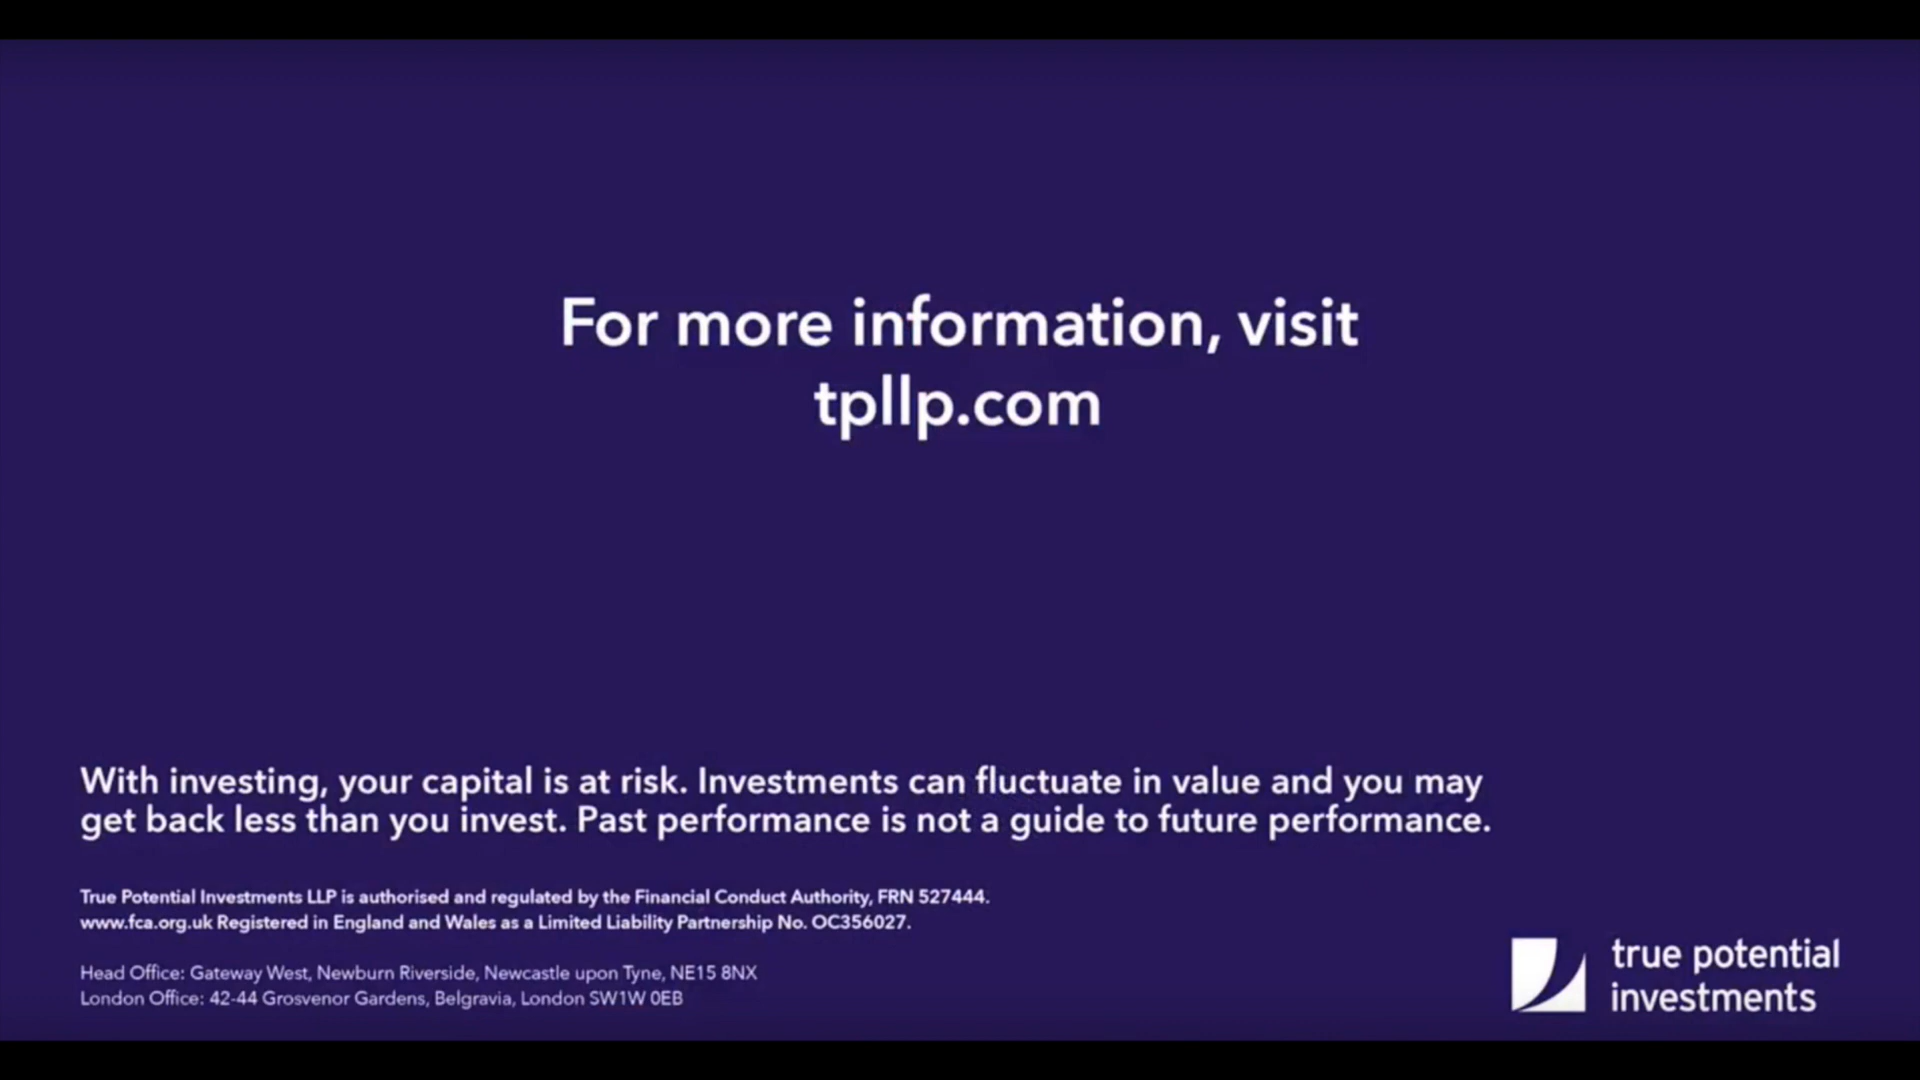 For more information, visit
tpllp.com
With investing, your capital is at risk. Investments can fluctuate in value and you may
get back less than you invest. Past performance is not a guide to future performance.
True Potential Investments LLP is authorised and regulated by the Financial Conduct Authority, FRN 527444.
www.fca.org.uk Registered in England and Wales as a Limited Liability Partnership No. OC356027.
Head Office: Gateway West, Newburn Riverside, Newcastle upon Tyne, NE15 8NX
London Office: 42-44 Grosvenor Gardens, Belgravia, London SW1W 0EB
true potential
investments